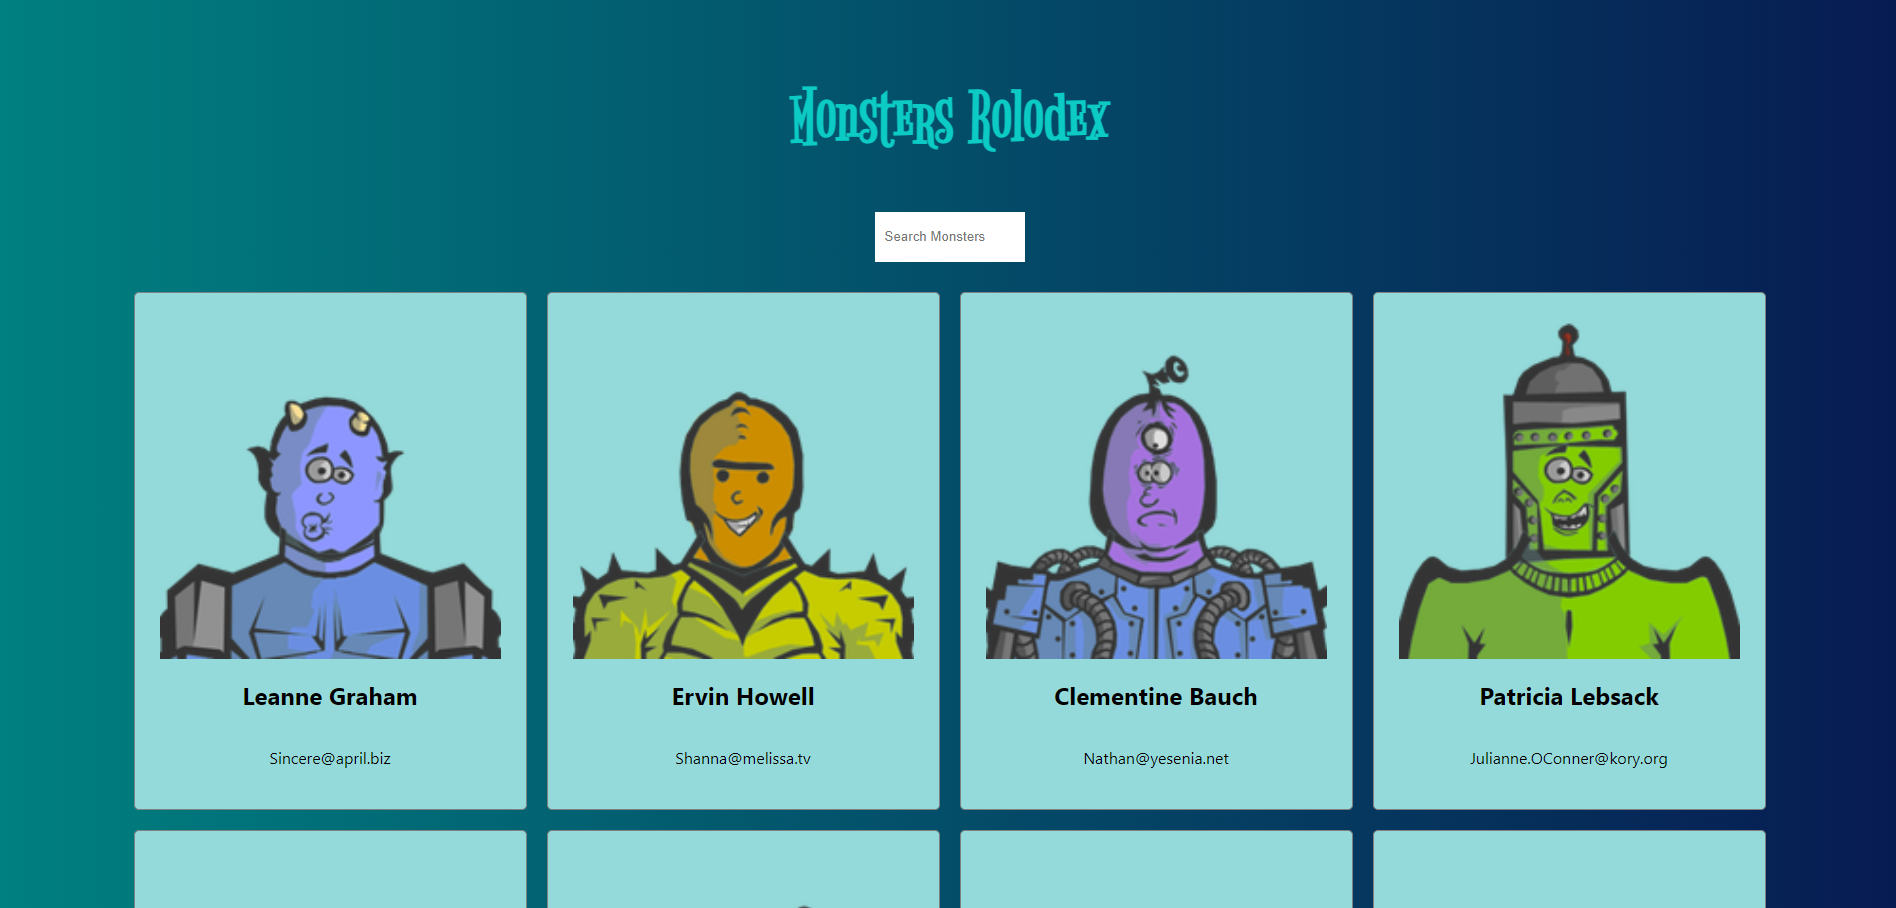 Monsters Rolodex
Search Monsters
Leanne Graham
Sincere@april.biz
Ervin Howell
Shanna@melissa.tv
Clementine Bauch
Nathan@yesenia.net
Patricia Lebsack
Julianne.OConner@kory.org